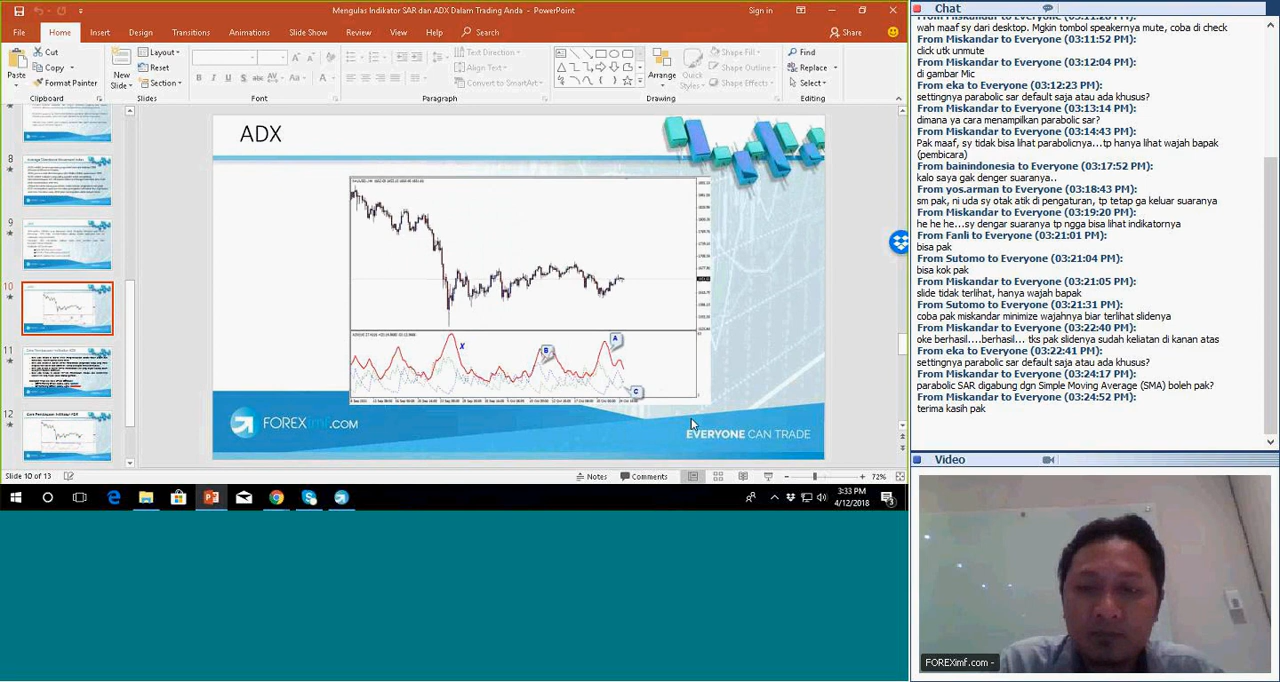 Mengulas Indikator SAR dan ADX Dalam Trading Anda - PowerPoint
Sign in
File Home Insert Design Transitions Animations Slide Show Review View Help Search Share
Cut
Copy
Format Painter
Paste
Clipboard
New Slide
Layout
Reset
Section
Slides
Font
Text Direction
Align Text
Convert to SmartArt
Paragraph
Arrange
Quick Styles
Shape Fill
Shape Outline
Shape Effects
Drawing
Find
Replace
Select
Editing
8
9
10
11
12
ADX
X
B
A
C
FOREXimf.COM
EVERYONE CAN TRADE
Slide 10 of 13
Notes
Comments
72%
3:33 PM
4/12/2018
Chat
From Miskandar to Everyone (03:11:28 PM):
wah maaf sy dari desktop. Mgkin tombol speakernya mute, coba di check
From Miskandar to Everyone (03:11:52 PM):
click utk unmute
From Miskandar to Everyone (03:12:04 PM):
di gambar Mic
From eka to Everyone (03:12:23 PM):
settingnya parabolic sar default saja atau ada khusus?
From Miskandar to Everyone (03:13:14 PM):
dimana ya cara menampilkan parabolic sar?
From Miskandar to Everyone (03:14:43 PM):
Pak maaf, sy tidak bisa lihat parabolicnya...tp hanya lihat wajah bapak
(pembicara)
From bainindonesia to Everyone (03:17:52 PM):
kalo saya gak denger suaranya..
From yos.arman to Everyone (03:18:43 PM):
sm pak, ni uda sy otak atik di pengaturan, tp tetap ga keluar suaranya
From Miskandar to Everyone (03:19:20 PM):
he he he...sy dengar suaranya tp ngga bisa lihat indikatornya
From Fanli to Everyone (03:21:01 PM):
bisa pak
From Sutomo to Everyone (03:21:04 PM):
bisa kok pak
From Miskandar to Everyone (03:21:05 PM):
slide tidak terlihat, hanya wajah bapak
From Sutomo to Everyone (03:21:31 PM):
coba pak miskandar minimize wajahnya biar terlihat slidenya
From Miskandar to Everyone (03:22:40 PM):
oke berhasil....berhasil... tks pak slidenya sudah keliatan di kanan atas
From eka to Everyone (03:22:41 PM):
settingnya parabolic sar default saja atau ada khusus?
From Miskandar to Everyone (03:24:17 PM):
parabolic SAR digabung dgn Simple Moving Average (SMA) boleh pak?
From Miskandar to Everyone (03:24:52 PM):
terima kasih pak
Video
FOREXimf.com -